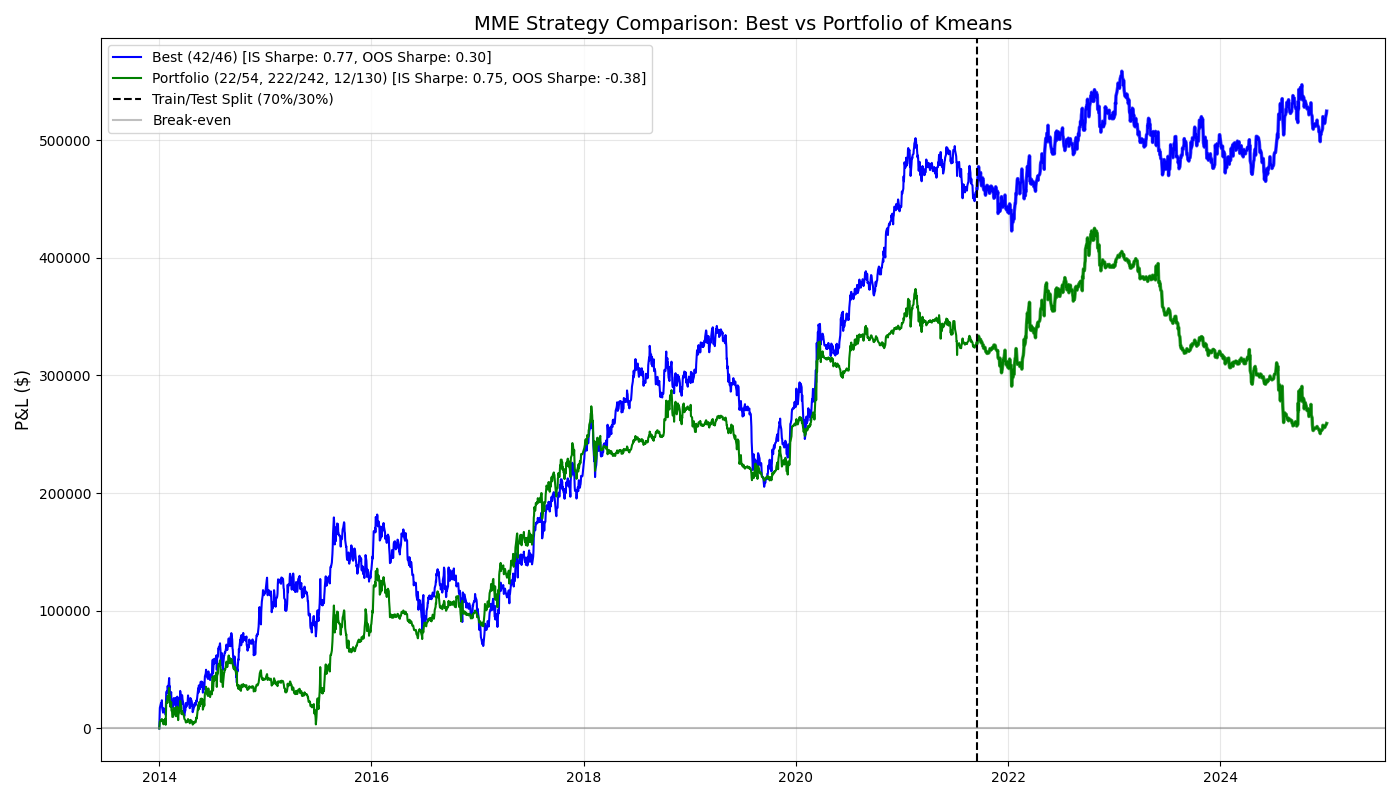 MME Strategy Comparison: Best vs Portfolio of Kmeans
Best (42/46) [IS Sharpe: 0.77, OOS Sharpe: 0.30]
Portfolio (22/54, 222/242, 12/130) [IS Sharpe: 0.75, OOS Sharpe: -0.38]
Train/Test Split (70%/30%)
Break-even
P&L ($)
500000
400000
300000
200000
100000
0
2014
2016
2018
2020
2022
2024